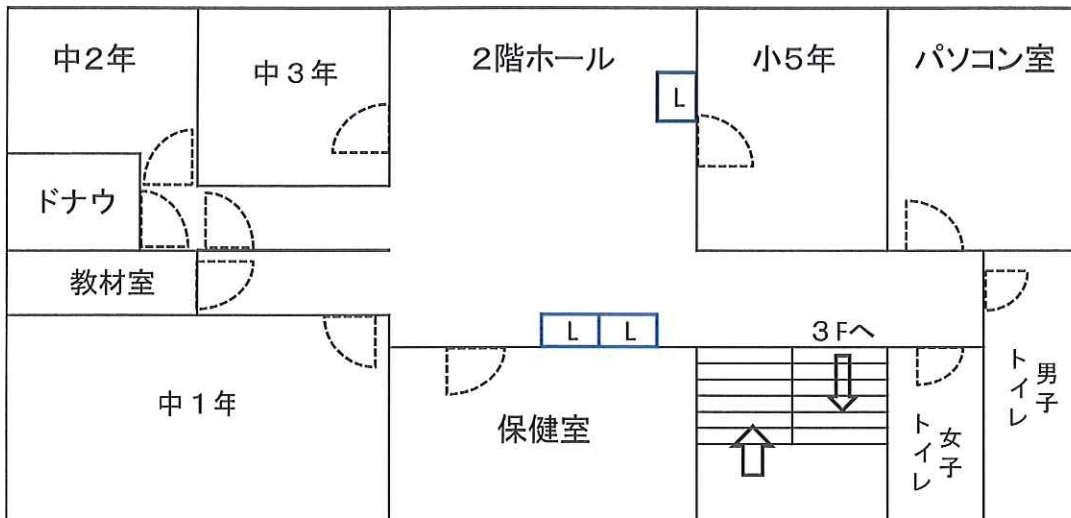 中２年
中３年
２階ホール
小５年
パソコン室
L
ドナウ
教材室
L
L
３Fへ
中１年
保健室
男子
トイレ
女子
トイレ